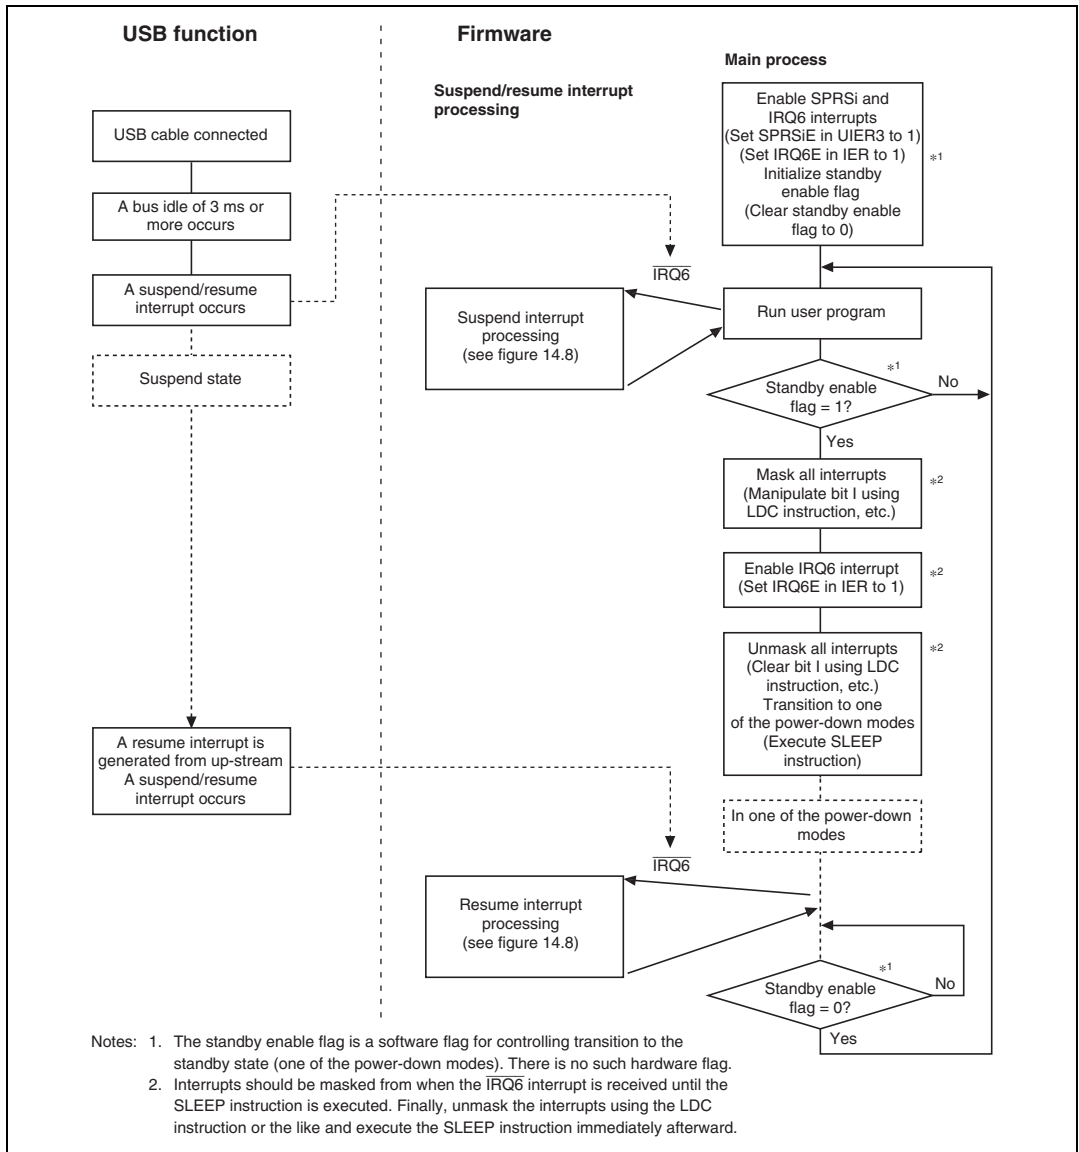 USB function
Firmware
Main process
Suspend/resume interrupt
processing
USB cable connected
A bus idle of 3 ms or
more occurs
A suspend/resume
interrupt occurs
Suspend state
A resume interrupt is
generated from up-stream
A suspend/resume
interrupt occurs
IRQ6
Suspend interrupt
processing
(see figure 14.8)
IRQ6
Resume interrupt
processing
(see figure 14.8)
Enable SPRSi and
IRQ6 interrupts
(Set SPRSiE in UIER3 to 1)
(Set IRQ6E in IER to 1)
Initialize standby
enable flag
(Clear standby enable
flag to 0)
*1
Run user program
*1
Standby enable
flag = 1?
No
Yes
Mask all interrupts
(Manipulate bit I using
LDC instruction, etc.)
*2
Enable IRQ6 interrupt
(Set IRQ6E in IER to 1)
*2
Unmask all interrupts
(Clear bit I using LDC
instruction, etc.)
Transition to one
of the power-down modes
(Execute SLEEP
instruction)
*2
In one of the power-down
modes
*1
Standby enable
flag = 0?
No
Yes
Notes: 1. The standby enable flag is a software flag for controlling transition to the
standby state (one of the power-down modes). There is no such hardware flag.
2. Interrupts should be masked from when the IRQ6 interrupt is received until the
SLEEP instruction is executed. Finally, unmask the interrupts using the LDC
instruction or the like and execute the SLEEP instruction immediately afterward.